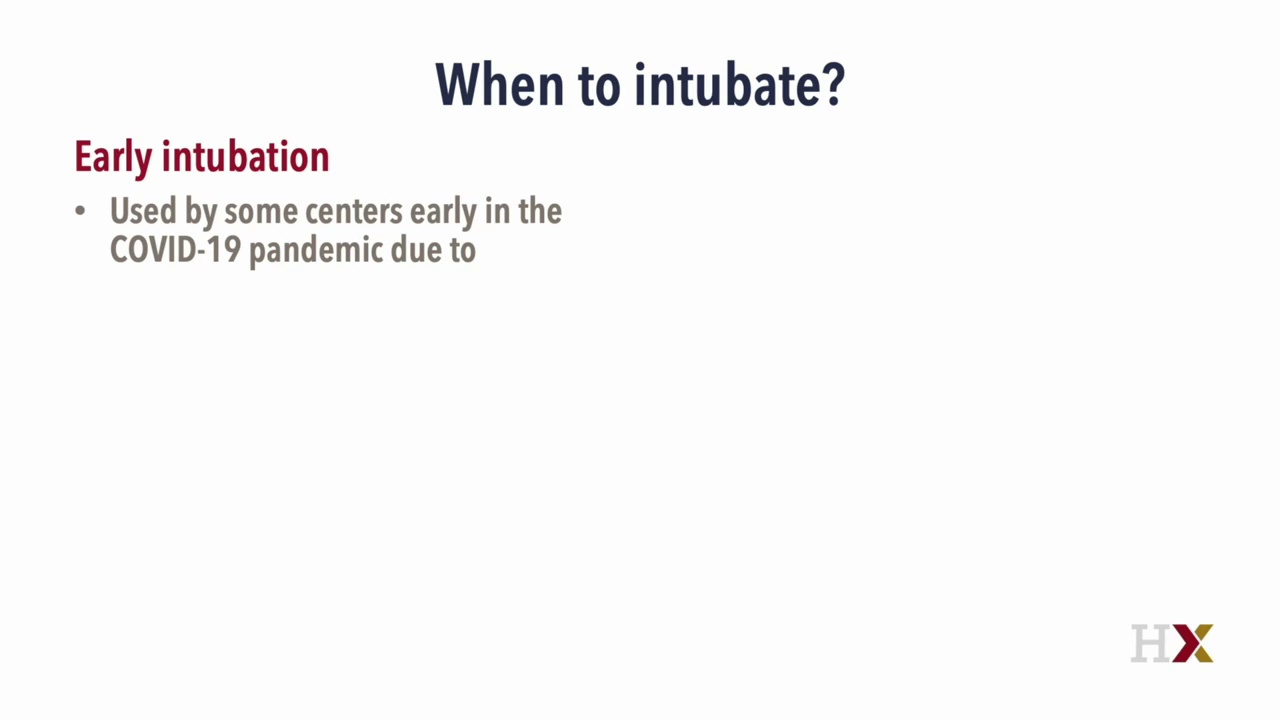 When to intubate?
Early intubation
• Used by some centers early in the
COVID-19 pandemic due to
HX